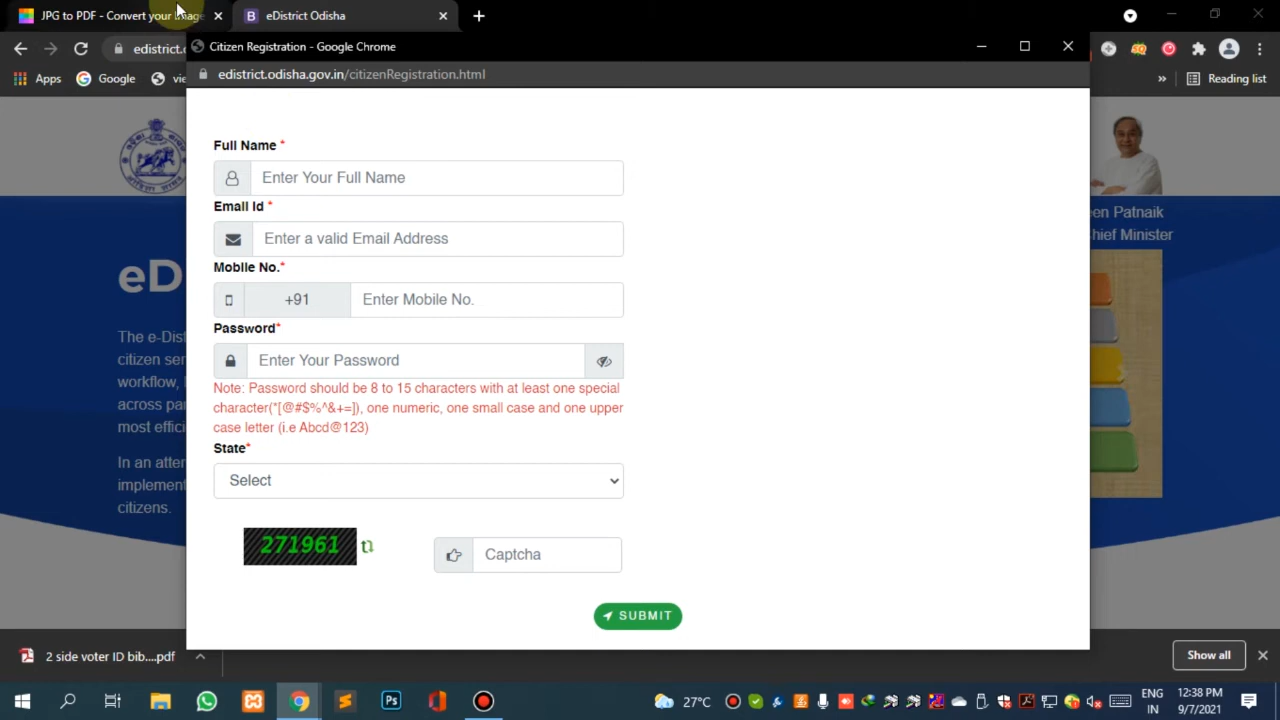 JPG to PDF - Convert your image
eDistrict Odisha
edistrict.
Citizen Registration - Google Chrome
edistrict.odisha.gov.in/citizenRegistration.html
Apps
Google
vie
»
Reading list
Full Name *
Enter Your Full Name
Email Id *
Enter a valid Email Address
Mobile No.*
+91
Enter Mobile No.
Password*
Enter Your Password
Note: Password should be 8 to 15 characters with at least one special
character(*[@#$%^&+=]), one numeric, one small case and one upper
case letter (i.e Abcd@123)
State*
Select
271961
Captcha
SUBMIT
een Patnaik
hief Minister
eD
The e-Dist
citizen ser
workflow,
across par
most effici
In an atter
implement
citizens.
2 side voter ID bib....pdf
Show all
Ps
27°C
ENG
IN
12:38 PM
9/7/2021